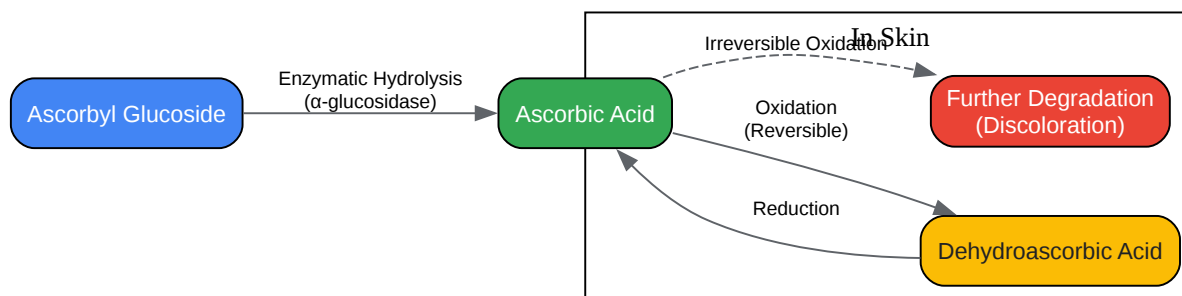 Ascorbyl Glucoside
Enzymatic Hydrolysis
(α-glucosidase)
Ascorbic Acid
In Skin
Irreversible Oxidation
Further Degradation
(Discoloration)
Oxidation
(Reversible)
Reduction
Dehydroascorbic Acid